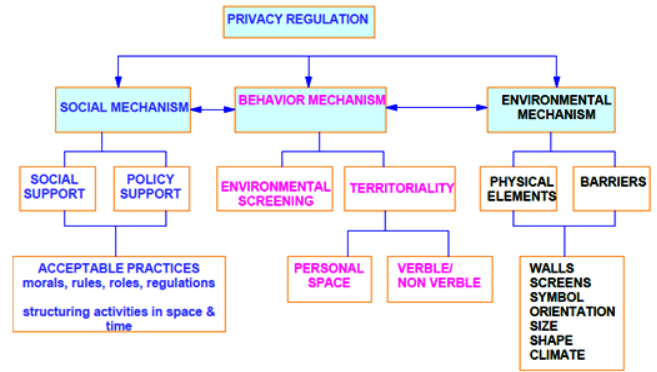 PRIVACY REGULATION
SOCIAL MECHANISM
BEHAVIOR MECHANISM
ENVIRONMENTAL
MECHANISM
SOCIAL
SUPPORT
POLICY
SUPPORT
ENVIRONMENTAL
SCREENING
TERRITORIALITY
PHYSICAL
ELEMENTS
BARRIERS
ACCEPTABLE PRACTICES
morals, rules, roles, regulations
structuring activities in space &
time
PERSONAL
SPACE
VERBLE/
NON VERBLE
WALLS
SCREENS
SYMBOL
ORIENTATION
SIZE
SHAPE
CLIMATE